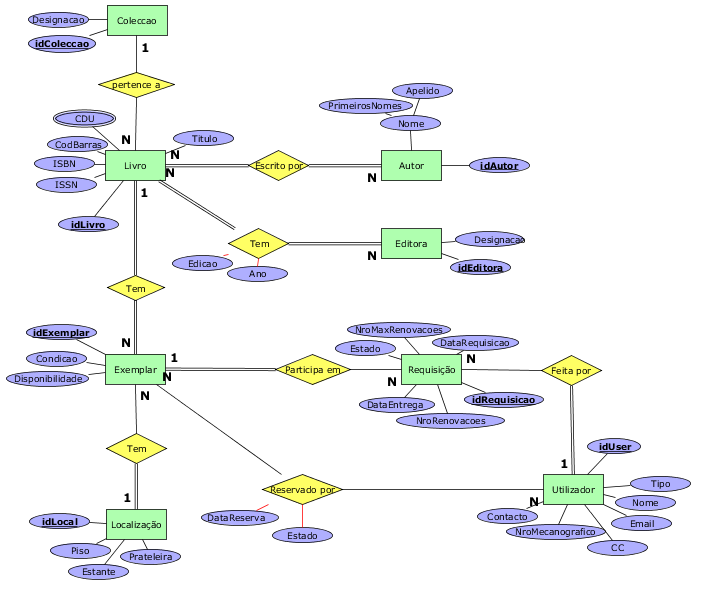 Designacao
Coleccao
idColeccao
1
pertence a
Apelido
PrimeirosNomes
CDU
Nome
N
Titulo
CodBarras
N
ISBN
Livro
Escrito por
Autor
idAutor
N
N
ISSN
1
idLivro
Tem
Editora
Designacao
N
Edicao
idEditora
Ano
Tem
idExemplar
NroMaxRenovacoes
N
DataRequisicao
Estado
1
N
Condicao
Exemplar
Participa em
Requisição
Feita por
Disponibilidade
N
N
N
idRequisicao
DataEntrega
NroRenovacoes
Tem
idUser
1
Reservado por
Utilizador
Tipo
1
N
Nome
idLocal
Localização
DataReserva
Contacto
Email
NroMecanografico
Estado
Piso
Prateleira
CC
Estante